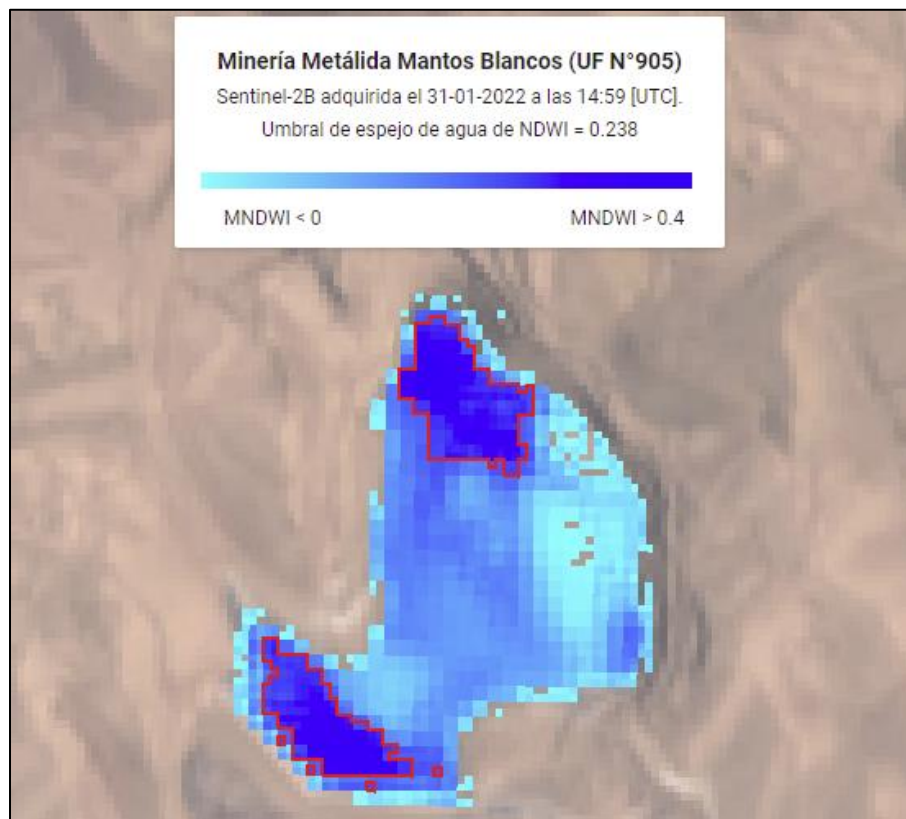 Minería Metálida Mantos Blancos (UF N°905)
Sentinel-2B adquirida el 31-01-2022 a las 14:59 [UTC].
Umbral de espejo de agua de NDWI = 0.238
MNDWI < 0
MNDWI > 0.4